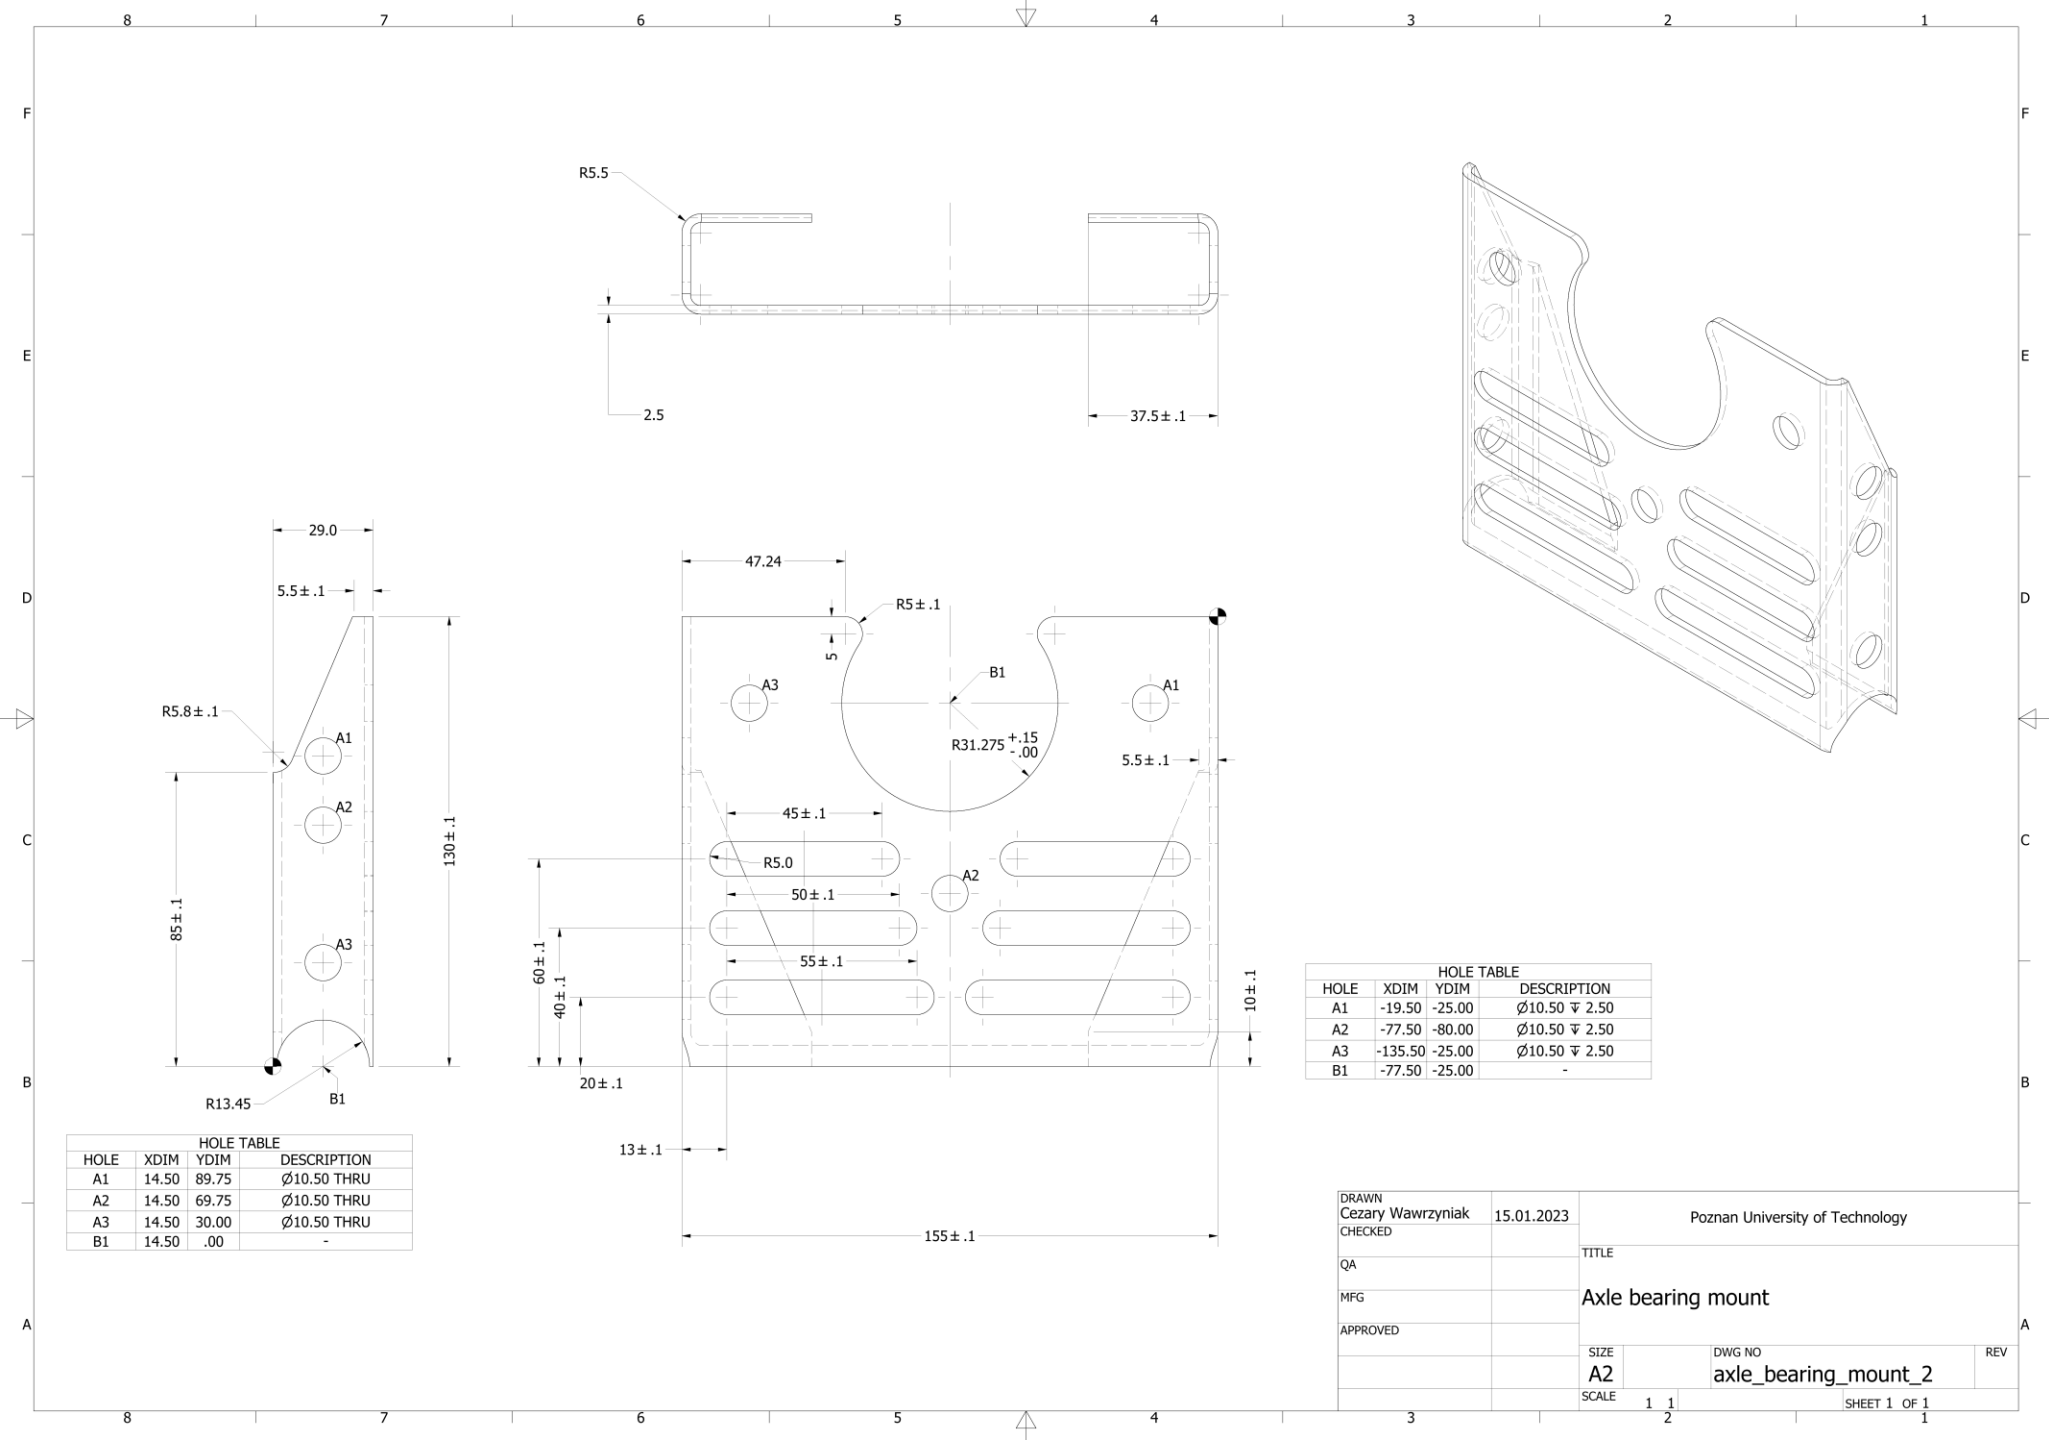 8 7 6 5 4 3 2 1
F F
R5.5
E E
2.5
37.5±.1
29.0
5.5±.1
D D
47.24
R5±.1
5
B1
A3 A1
R5.8±.1
A1
R31.275 +.15
-.00
5.5±.1
A2
45±.1
130±.1
C C
R5.0
A2
50±.1
85±.1
A3
60±.1
55±.1
40±.1
10±.1
20±.1
B B
R13.45
B1
13±.1
155±.1
HOLE TABLE
HOLE XDIM YDIM DESCRIPTION
A1 -19.50 -25.00 Ø10.50 ↧ 2.50
A2 -77.50 -80.00 Ø10.50 ↧ 2.50
A3 -135.50 -25.00 Ø10.50 ↧ 2.50
B1 -77.50 -25.00 -
HOLE TABLE
HOLE XDIM YDIM DESCRIPTION
A1 14.50 89.75 Ø10.50 THRU
A2 14.50 69.75 Ø10.50 THRU
A3 14.50 30.00 Ø10.50 THRU
B1 14.50 .00 -
A A
DRAWN
Cezary Wawrzyniak 15.01.2023
CHECKED
QA
MFG
APPROVED
Poznan University of Technology
TITLE
Axle bearing mount
SIZE
A2
DWG NO
axle_bearing_mount_2
REV
SCALE
1 1
SHEET 1 OF 1
8 7 6 5 4 3 2 1